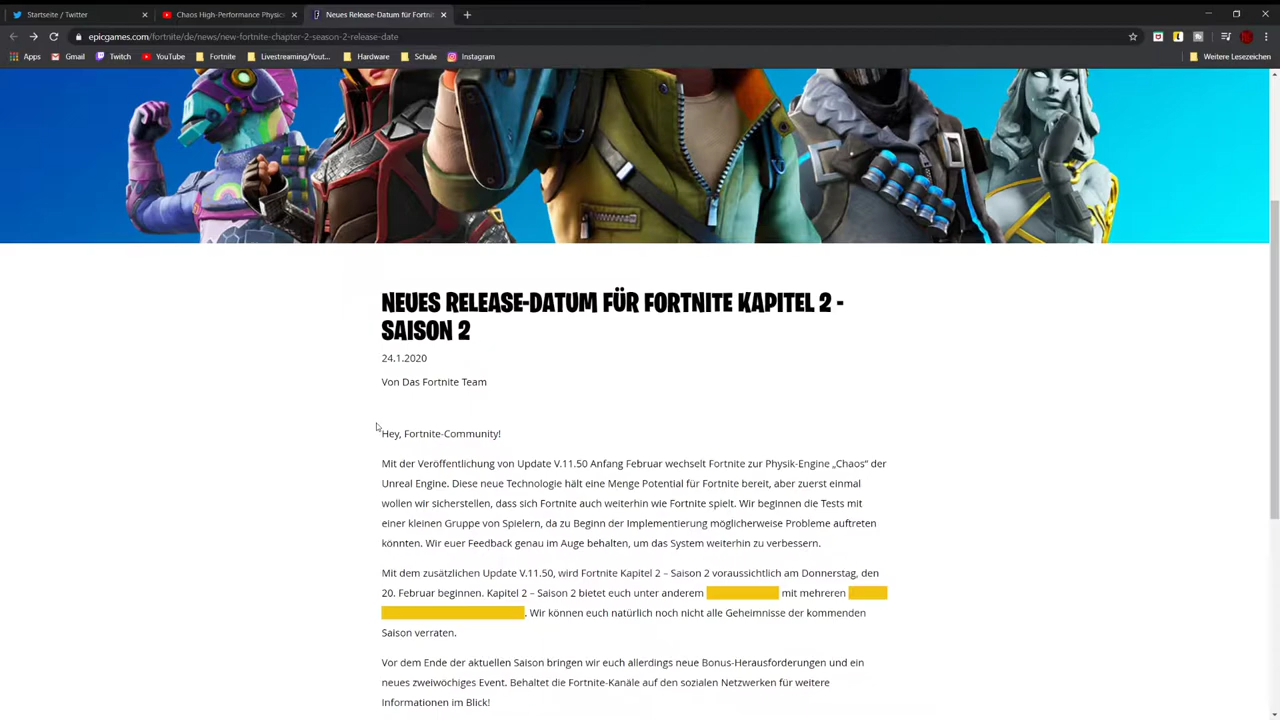 Startseite / Twitter
Chaos High-Performance Physic
Neues Release-Datum für Fortni
epicgames.com/fortnite/de/news/new-fortnite-chapter-2-season-2-release-date
Apps Gmail Twitch YouTube Fortnite Livestreaming/Yout... Hardware Schule Instagram Weitere Lesezeichen
NEUES RELEASE-DATUM FÜR FORTNITE KAPITEL 2 -
SAISON 2
24.1.2020
Von Das Fortnite Team
Hey, Fortnite-Community!
Mit der Veröffentlichung von Update V.11.50 Anfang Februar wechselt Fortnite zur Physik-Engine „Chaos“ der
Unreal Engine. Diese neue Technologie hält eine Menge Potential für Fortnite bereit, aber zuerst einmal
wollen wir sicherstellen, dass sich Fortnite auch weiterhin wie Fortnite spielt. Wir beginnen die Tests mit
einer kleinen Gruppe von Spielern, da zu Beginn der Implementierung möglicherweise Probleme auftreten
könnten. Wir euer Feedback genau im Auge behalten, um das System weiterhin zu verbessern.
Mit dem zusätzlichen Update V.11.50, wird Fortnite Kapitel 2 – Saison 2 voraussichtlich am Donnerstag, den
20. Februar beginnen. Kapitel 2 – Saison 2 bietet euch unter anderem mit mehreren
. Wir können euch natürlich noch nicht alle Geheimnisse der kommenden
Saison verraten.
Vor dem Ende der aktuellen Saison bringen wir euch allerdings neue Bonus-Herausforderungen und ein
neues zweiwöchiges Event. Behaltet die Fortnite-Kanäle auf den sozialen Netzwerken für weitere
Informationen im Blick!